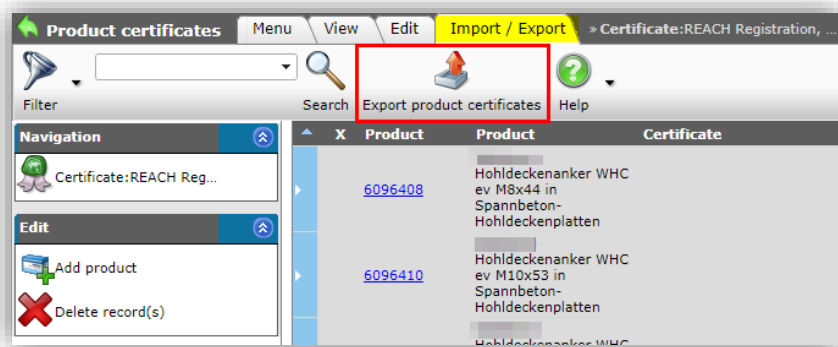 Product certificates Menu View Edit Import / Export » Certificate:REACH Registration, ...
Filter Search Export product certificates Help
Navigation X Product Product Certificate
Certificate:REACH Reg...
Edit
Add product
Delete record(s)
6096408
Hohldeckenanker WHC
ev M8x44 in
Spannbeton-
Hohldeckenplatten
6096410
Hohldeckenanker WHC
ev M10x53 in
Spannbeton-
Hohldeckenplatten
Hohldeckenanker WHC